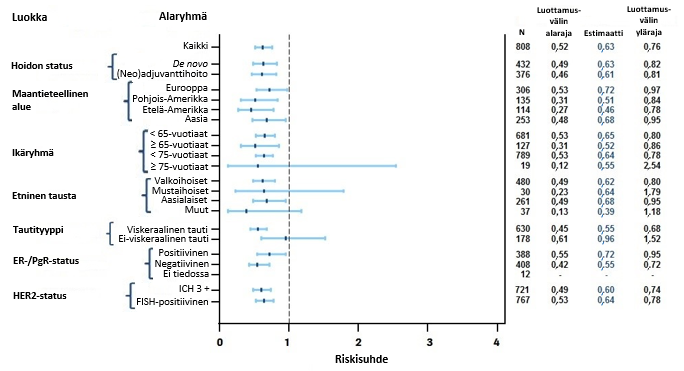 Luokka Alaryhmä N Luottamus-välin alaraja Estimaatti Luottamus-välin yläraja
Kaikki 808 0,52 0,63 0,76
Hoidon status
De novo 432 0,49 0,63 0,82
(Neo)adjuvanttihoito 376 0,46 0,61 0,81
Maantieteellinen alue
Eurooppa 306 0,53 0,72 0,97
Pohjois-Amerikka 135 0,31 0,51 0,84
Etelä-Amerikka 114 0,27 0,46 0,78
Aasia 253 0,48 0,68 0,95
Ikäryhmä
< 65-vuotiaat 681 0,53 0,65 0,80
≥ 65-vuotiaat 127 0,31 0,52 0,86
< 75-vuotiaat 789 0,53 0,64 0,78
≥ 75-vuotiaat 19 0,12 0,55 2,54
Etninen tausta
Valkoihoiset 480 0,49 0,62 0,80
Mustaihoiset 30 0,23 0,64 1,79
Aasialaiset 261 0,49 0,68 0,95
Muut 37 0,13 0,39 1,18
Tautityyppi
Viskeraalinen tauti 630 0,45 0,55 0,68
Ei-viskeraalinen tauti 178 0,61 0,96 1,52
ER-/PgR-status
Positiivinen 388 0,55 0,72 0,95
Negatiivinen 408 0,42 0,55 0,72
Ei tiedossa 12 - - -
HER2-status
ICH 3 + 721 0,49 0,60 0,74
FISH-positiivinen 767 0,53 0,64 0,78
0 1 2 3 4
Riskisuhde